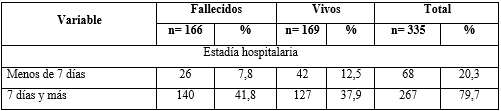 Variable Fallecidos Vivos Total
n= 166 % n= 169 % n= 335 %
Estadía hospitalaria
Menos de 7 días 26 7,8 42 12,5 68 20,3
7 días y más 140 41,8 127 37,9 267 79,7